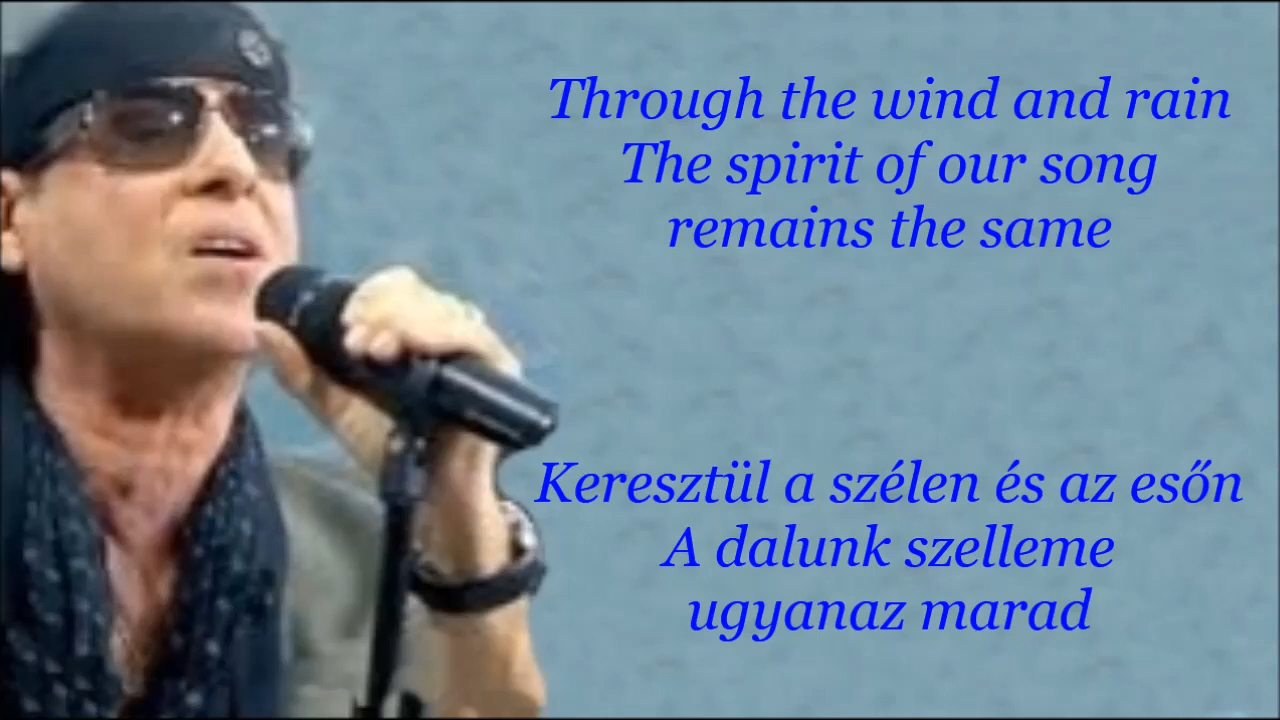 Through the wind and rain
The spirit of our song
remains the same
Keresztül a szélen és az esőn
A dalunk szelleme
ugyanaz marad